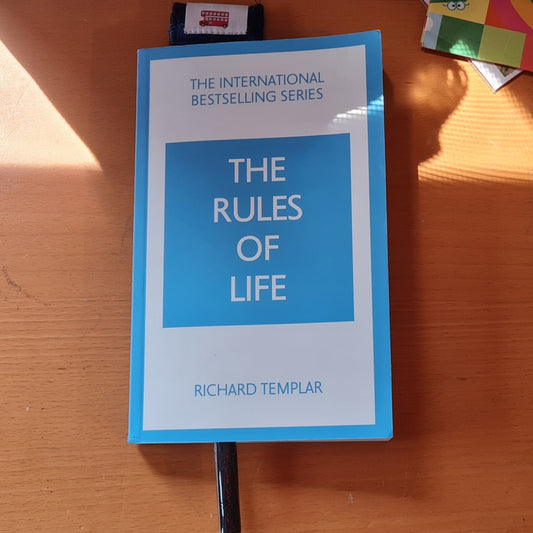 THE INTERNATIONAL
BESTSELLING SERIES
THE
RULES
OF
LIFE
RICHARD TEMPLAR